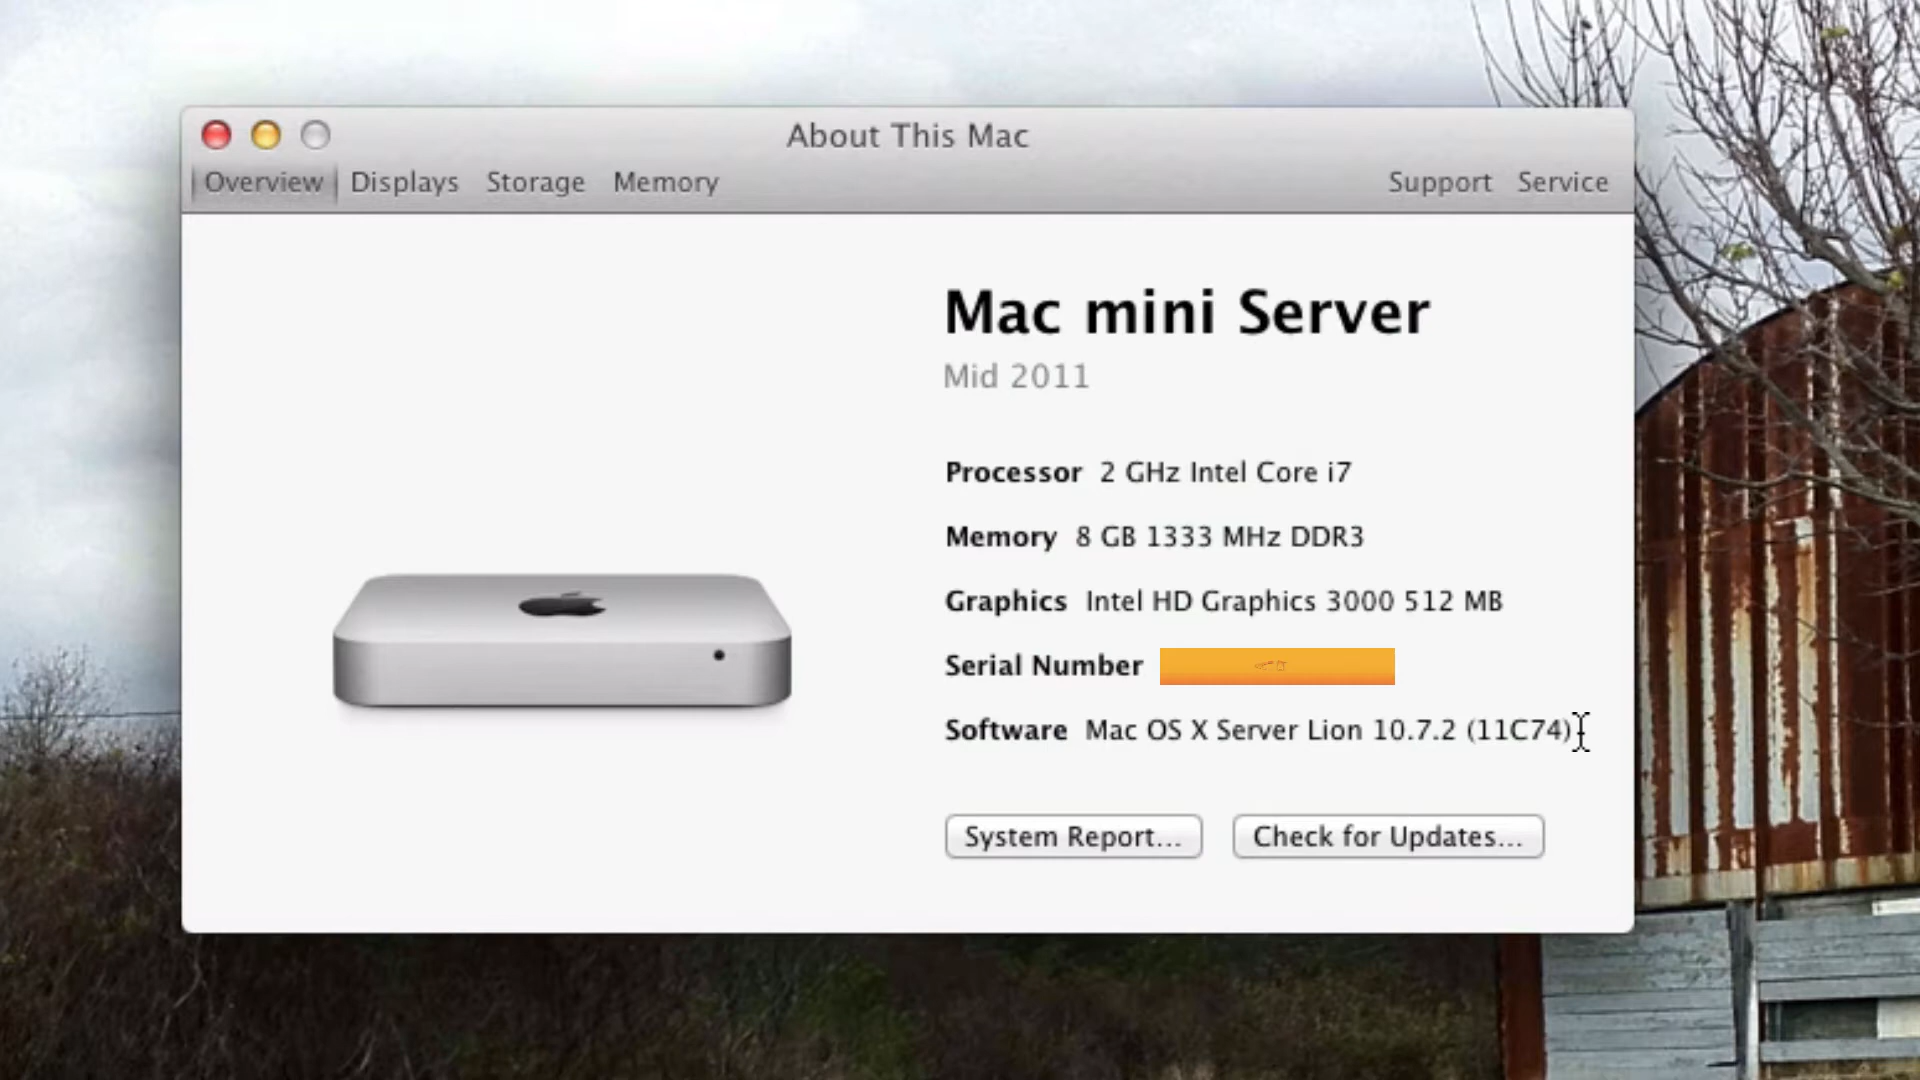 About This Mac
Overview Displays Storage Memory Support Service
Mac mini Server
Mid 2011
Processor 2 GHz Intel Core i7
Memory 8 GB 1333 MHz DDR3
Graphics Intel HD Graphics 3000 512 MB
Serial Number
Software Mac OS X Server Lion 10.7.2 (11C74)
System Report... Check for Updates...